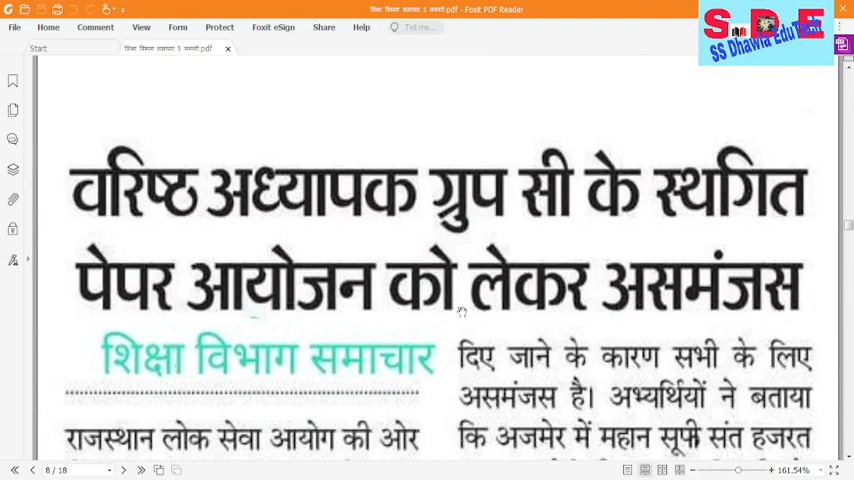 शिक्षा विभाग समाचार 5 जनवरी.pdf - Foxit PDF Reader
File Home Comment View Form Protect Foxit eSign Share Help Tell me...
Start शिक्षा विभाग समाचार 5 जनवरी.pdf
S D E
SS Dhawla EduTech
वरिष्ठ अध्यापक ग्रुप सी के स्थगित
पेपर आयोजन को लेकर असमंजस
शिक्षा विभाग समाचार
राजस्थान लोक सेवा आयोग की ओर
दिए जाने के कारण सभी के लिए
असमंजस है। अभ्यर्थियों ने बताया
कि अजमेर में महान सूफी संत हजरत
8 / 18 161.54%